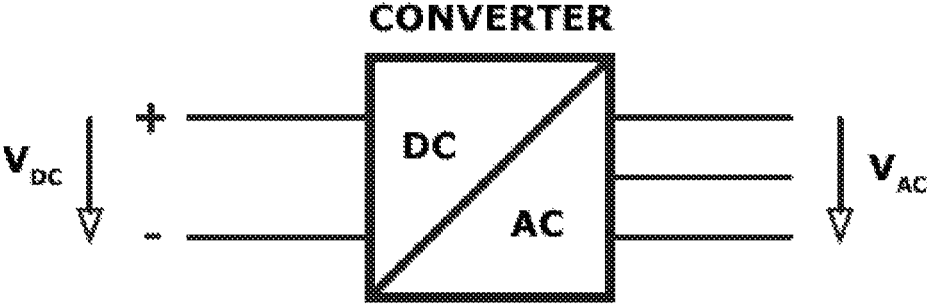 CONVERTER
+
DC
V DC
AC
V AC
-